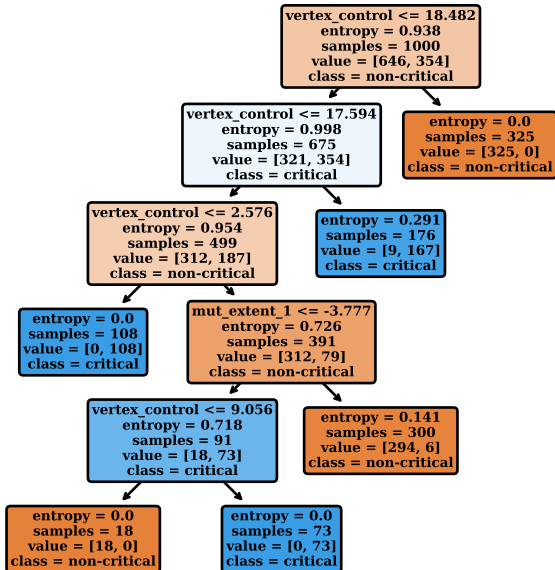 vertex_control <= 18.482
entropy = 0.938
samples = 1000
value = [646, 354]
class = non-critical
vertex_control <= 17.594
entropy = 0.998
samples = 675
value = [321, 354]
class = critical
entropy = 0.0
samples = 325
value = [325, 0]
class = non-critical
vertex_control <= 2.576
entropy = 0.954
samples = 499
value = [312, 187]
class = non-critical
entropy = 0.291
samples = 176
value = [9, 167]
class = critical
entropy = 0.0
samples = 108
value = [0, 108]
class = critical
mut_extent_1 <= -3.777
entropy = 0.726
samples = 391
value = [312, 79]
class = non-critical
vertex_control <= 9.056
entropy = 0.718
samples = 91
value = [18, 73]
class = critical
entropy = 0.141
samples = 300
value = [294, 6]
class = non-critical
entropy = 0.0
samples = 18
value = [18, 0]
class = non-critical
entropy = 0.0
samples = 73
value = [0, 73]
class = critical